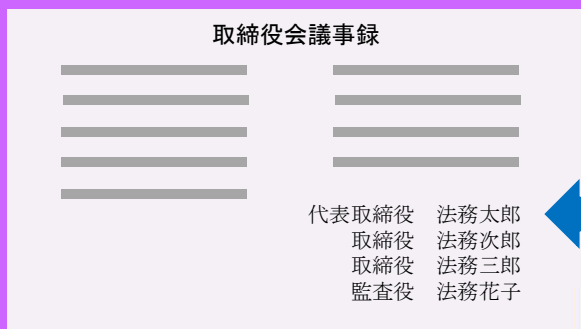 取締役会議事録
代表取締役　法務太郎
取締役　法務次郎
取締役　法務三郎
監査役　法務花子